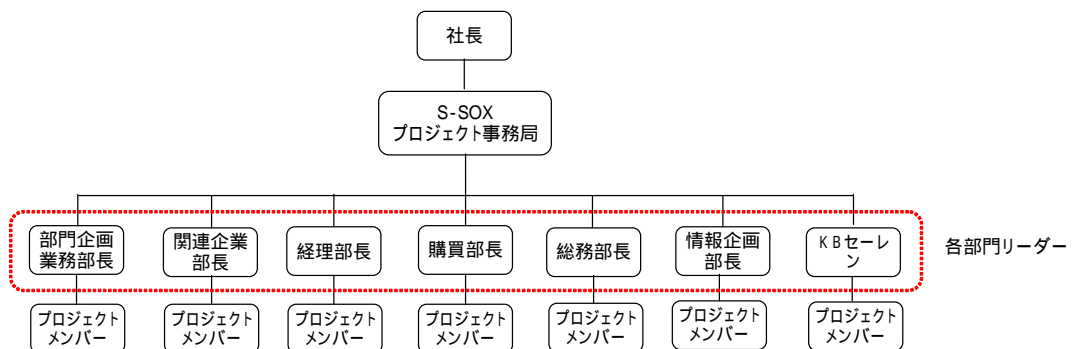 社長
S-SOX
プロジェクト事務局
部門企画
業務部長
関連企業
部長
経理部長
購買部長
総務部長
情報企画
部長
KBセーレ
ン
各部門リーダー
プロジェクト
メンバー
プロジェクト
メンバー
プロジェクト
メンバー
プロジェクト
メンバー
プロジェクト
メンバー
プロジェクト
メンバー
プロジェクト
メンバー